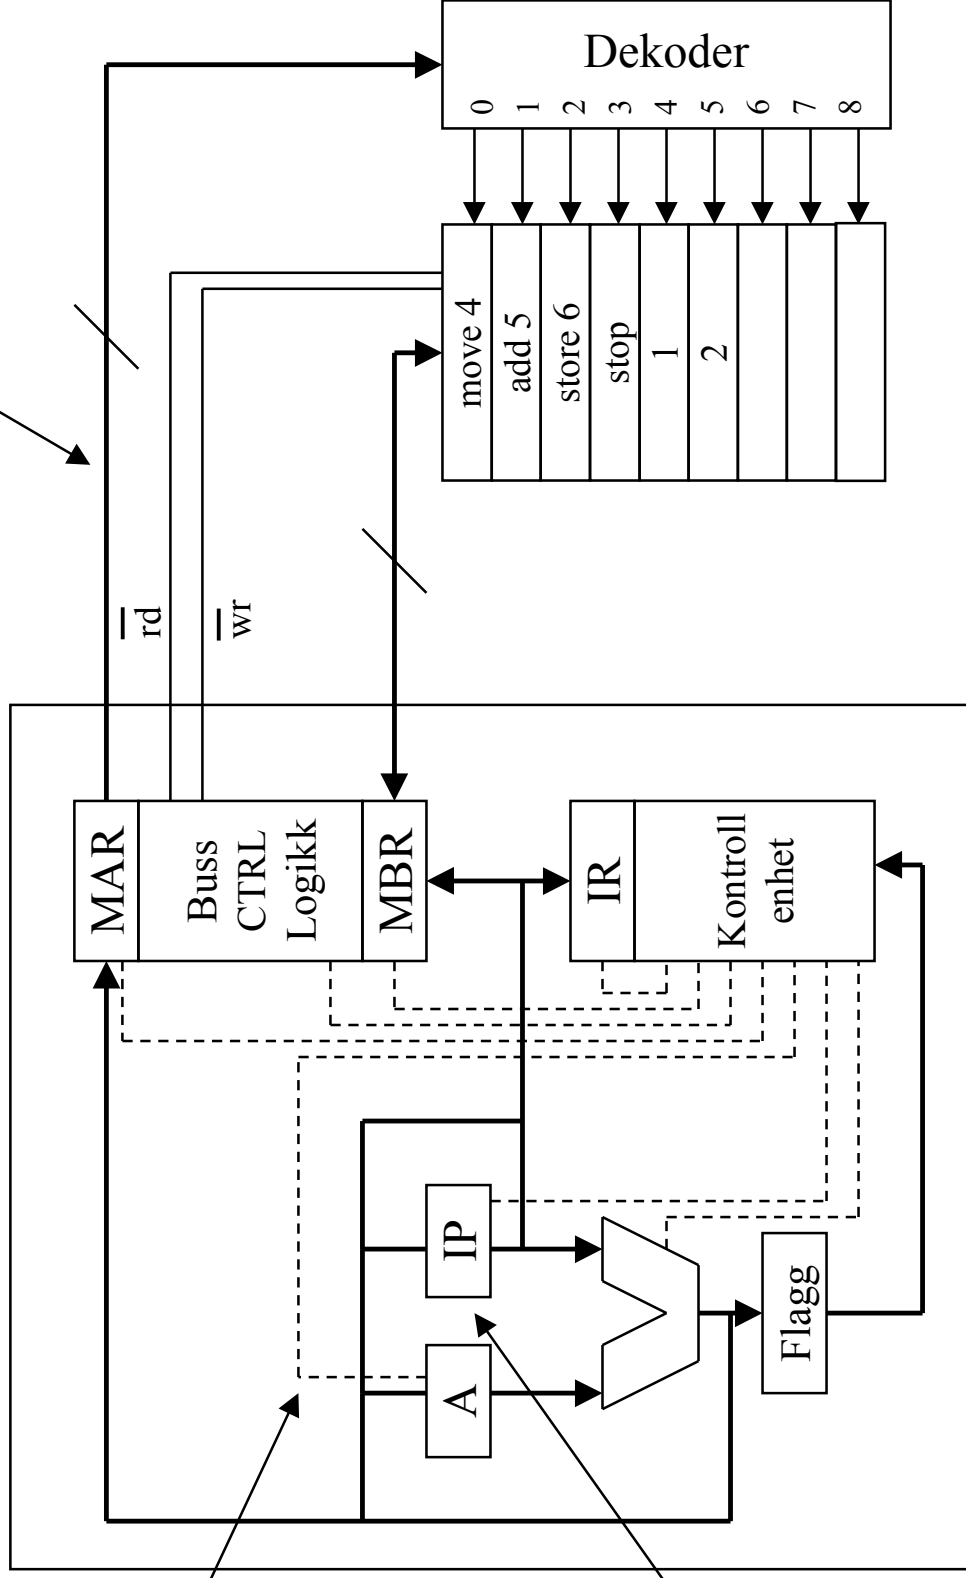 Dekoder
0
1
2
3
4
5
6
7
8
move 4
add 5
store 6
stop
1
2
rd
wr
MAR
Buss
CTRL
Logikk
MBR
IR
Kontroll
enhet
IP
A
Flagg